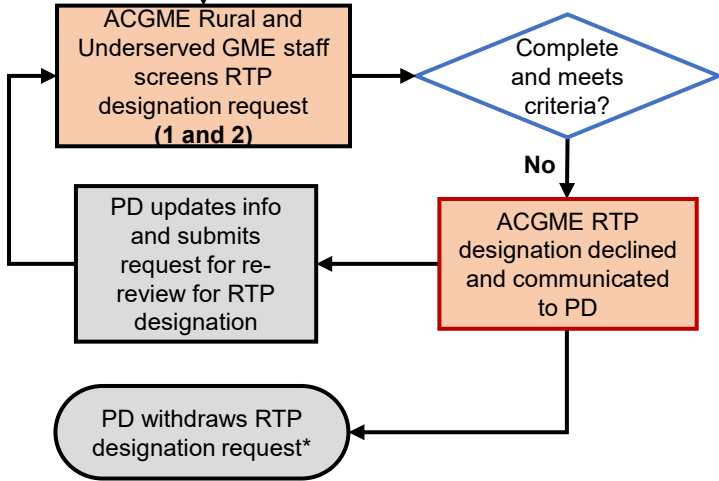 ACGME Rural and
Underserved GME staff
screens RTP
designation request
(1 and 2)
Complete
and meets
criteria?
No
PD updates info
and submits
request for re-
review for RTP
designation
ACGME RTP
designation declined
and communicated
to PD
PD withdraws RTP
designation request*